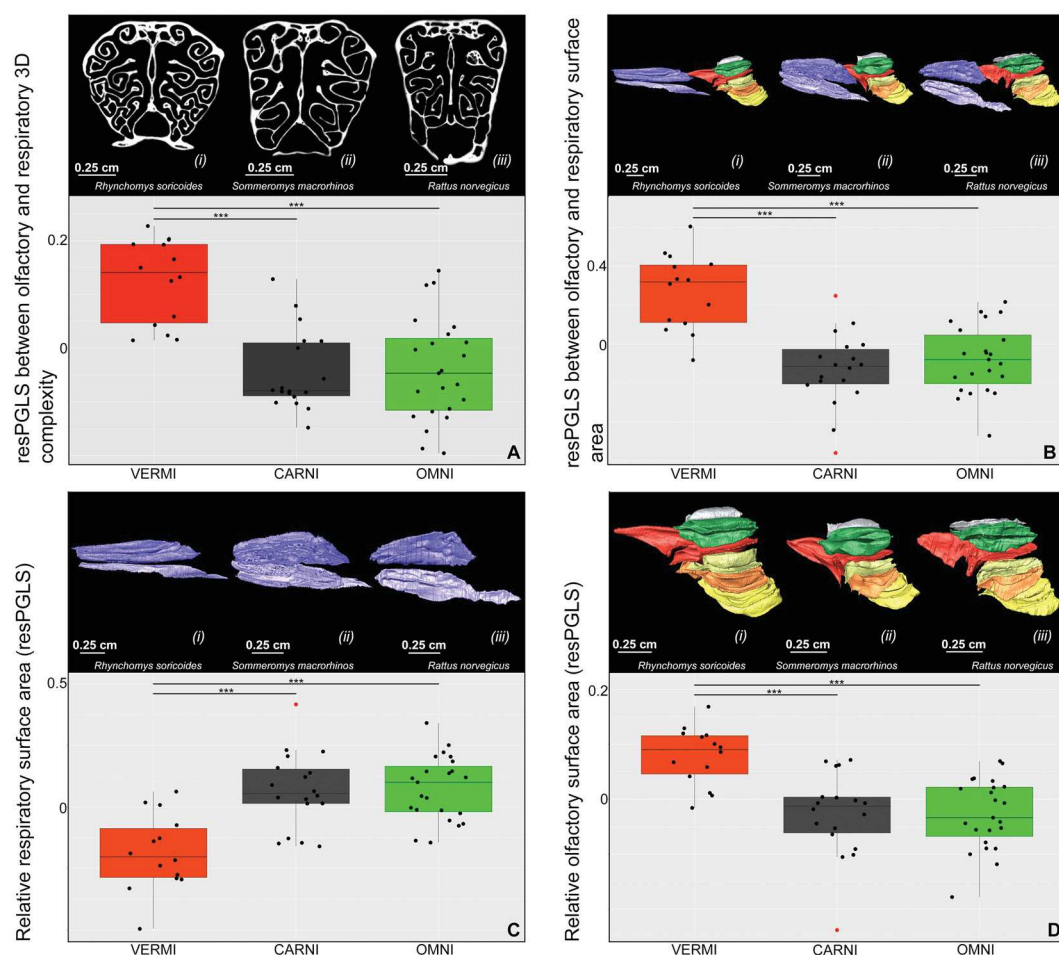 resPGLS between olfactory and respiratory 3D
complexity
(i)
(ii)
(iii)
0.25 cm
0.25 cm
0.25 cm
Rhynchomys soricoides
Sommeromys macrorhinos
Rattus norvegicus
***
***
0.2
0
A
VERMI
CARNI
OMNI
resPGLS between olfactory and respiratory surface
area
(i)
(ii)
(iii)
0.25 cm
0.25 cm
0.25 cm
Rhynchomys soricoides
Sommeromys macrorhinos
Rattus norvegicus
***
***
0.4
0
B
VERMI
CARNI
OMNI
Relative respiratory surface area (resPGLS)
(i)
(ii)
(iii)
0.25 cm
0.25 cm
0.25 cm
Rhynchomys soricoides
Sommeromys macrorhinos
Rattus norvegicus
0.5
***
***
0
C
VERMI
CARNI
OMNI
Relative olfactory surface area (resPGLS)
(i)
(ii)
(iii)
0.25 cm
0.25 cm
0.25 cm
Rhynchomys soricoides
Sommeromys macrorhinos
Rattus norvegicus
0.2
***
***
0
D
VERMI
CARNI
OMNI